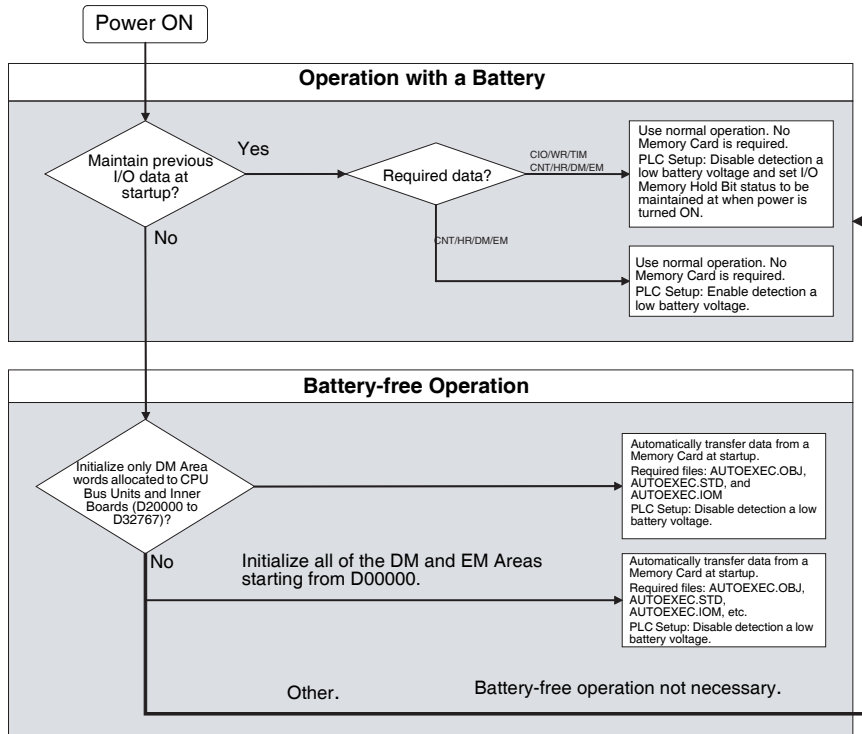 Power ON
Operation with a Battery
Maintain previous
I/O data at
startup?
Yes
No
Required data?
CIO/WR/TIM
CNT/HR/DM/EM
CNT/HR/DM/EM
Use normal operation. No
Memory Card is required.
PLC Setup: Disable detection a
low battery voltage and set I/O
Memory Hold Bit status to be
maintained at when power is
turned ON.
Use normal operation. No
Memory Card is required.
PLC Setup: Enable detection a
low battery voltage.
Battery-free Operation
Initialize only DM Area
words allocated to CPU
Bus Units and Inner
Boards (D20000 to
D32767)?
No
Automatically transfer data from a
Memory Card at startup.
Required files: AUTOEXEC.OBJ,
AUTOEXEC.STD, and
AUTOEXEC.IOM
PLC Setup: Disable detection a low
battery voltage.
Initialize all of the DM and EM Areas
starting from D00000.
Automatically transfer data from a
Memory Card at startup.
Required files: AUTOEXEC.OBJ,
AUTOEXEC.STD,
AUTOEXEC.IOM, etc.
PLC Setup: Disable detection a low
battery voltage.
Other.
Battery-free operation not necessary.